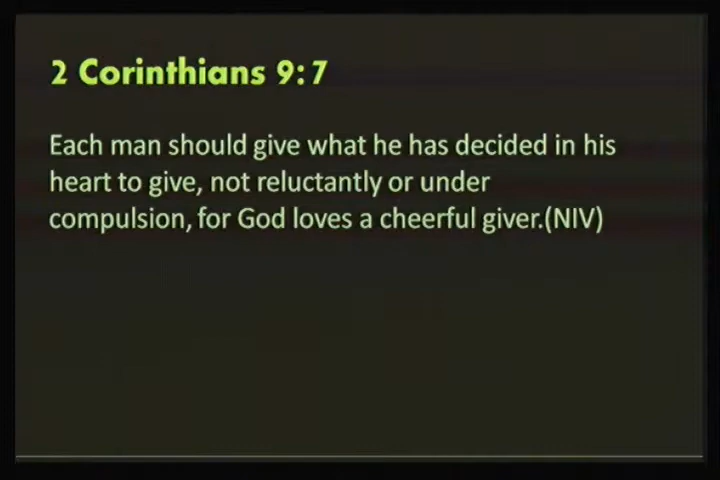 2 Corinthians 9:7
Each man should give what he has decided in his
heart to give, not reluctantly or under
compulsion, for God loves a cheerful giver.(NIV)